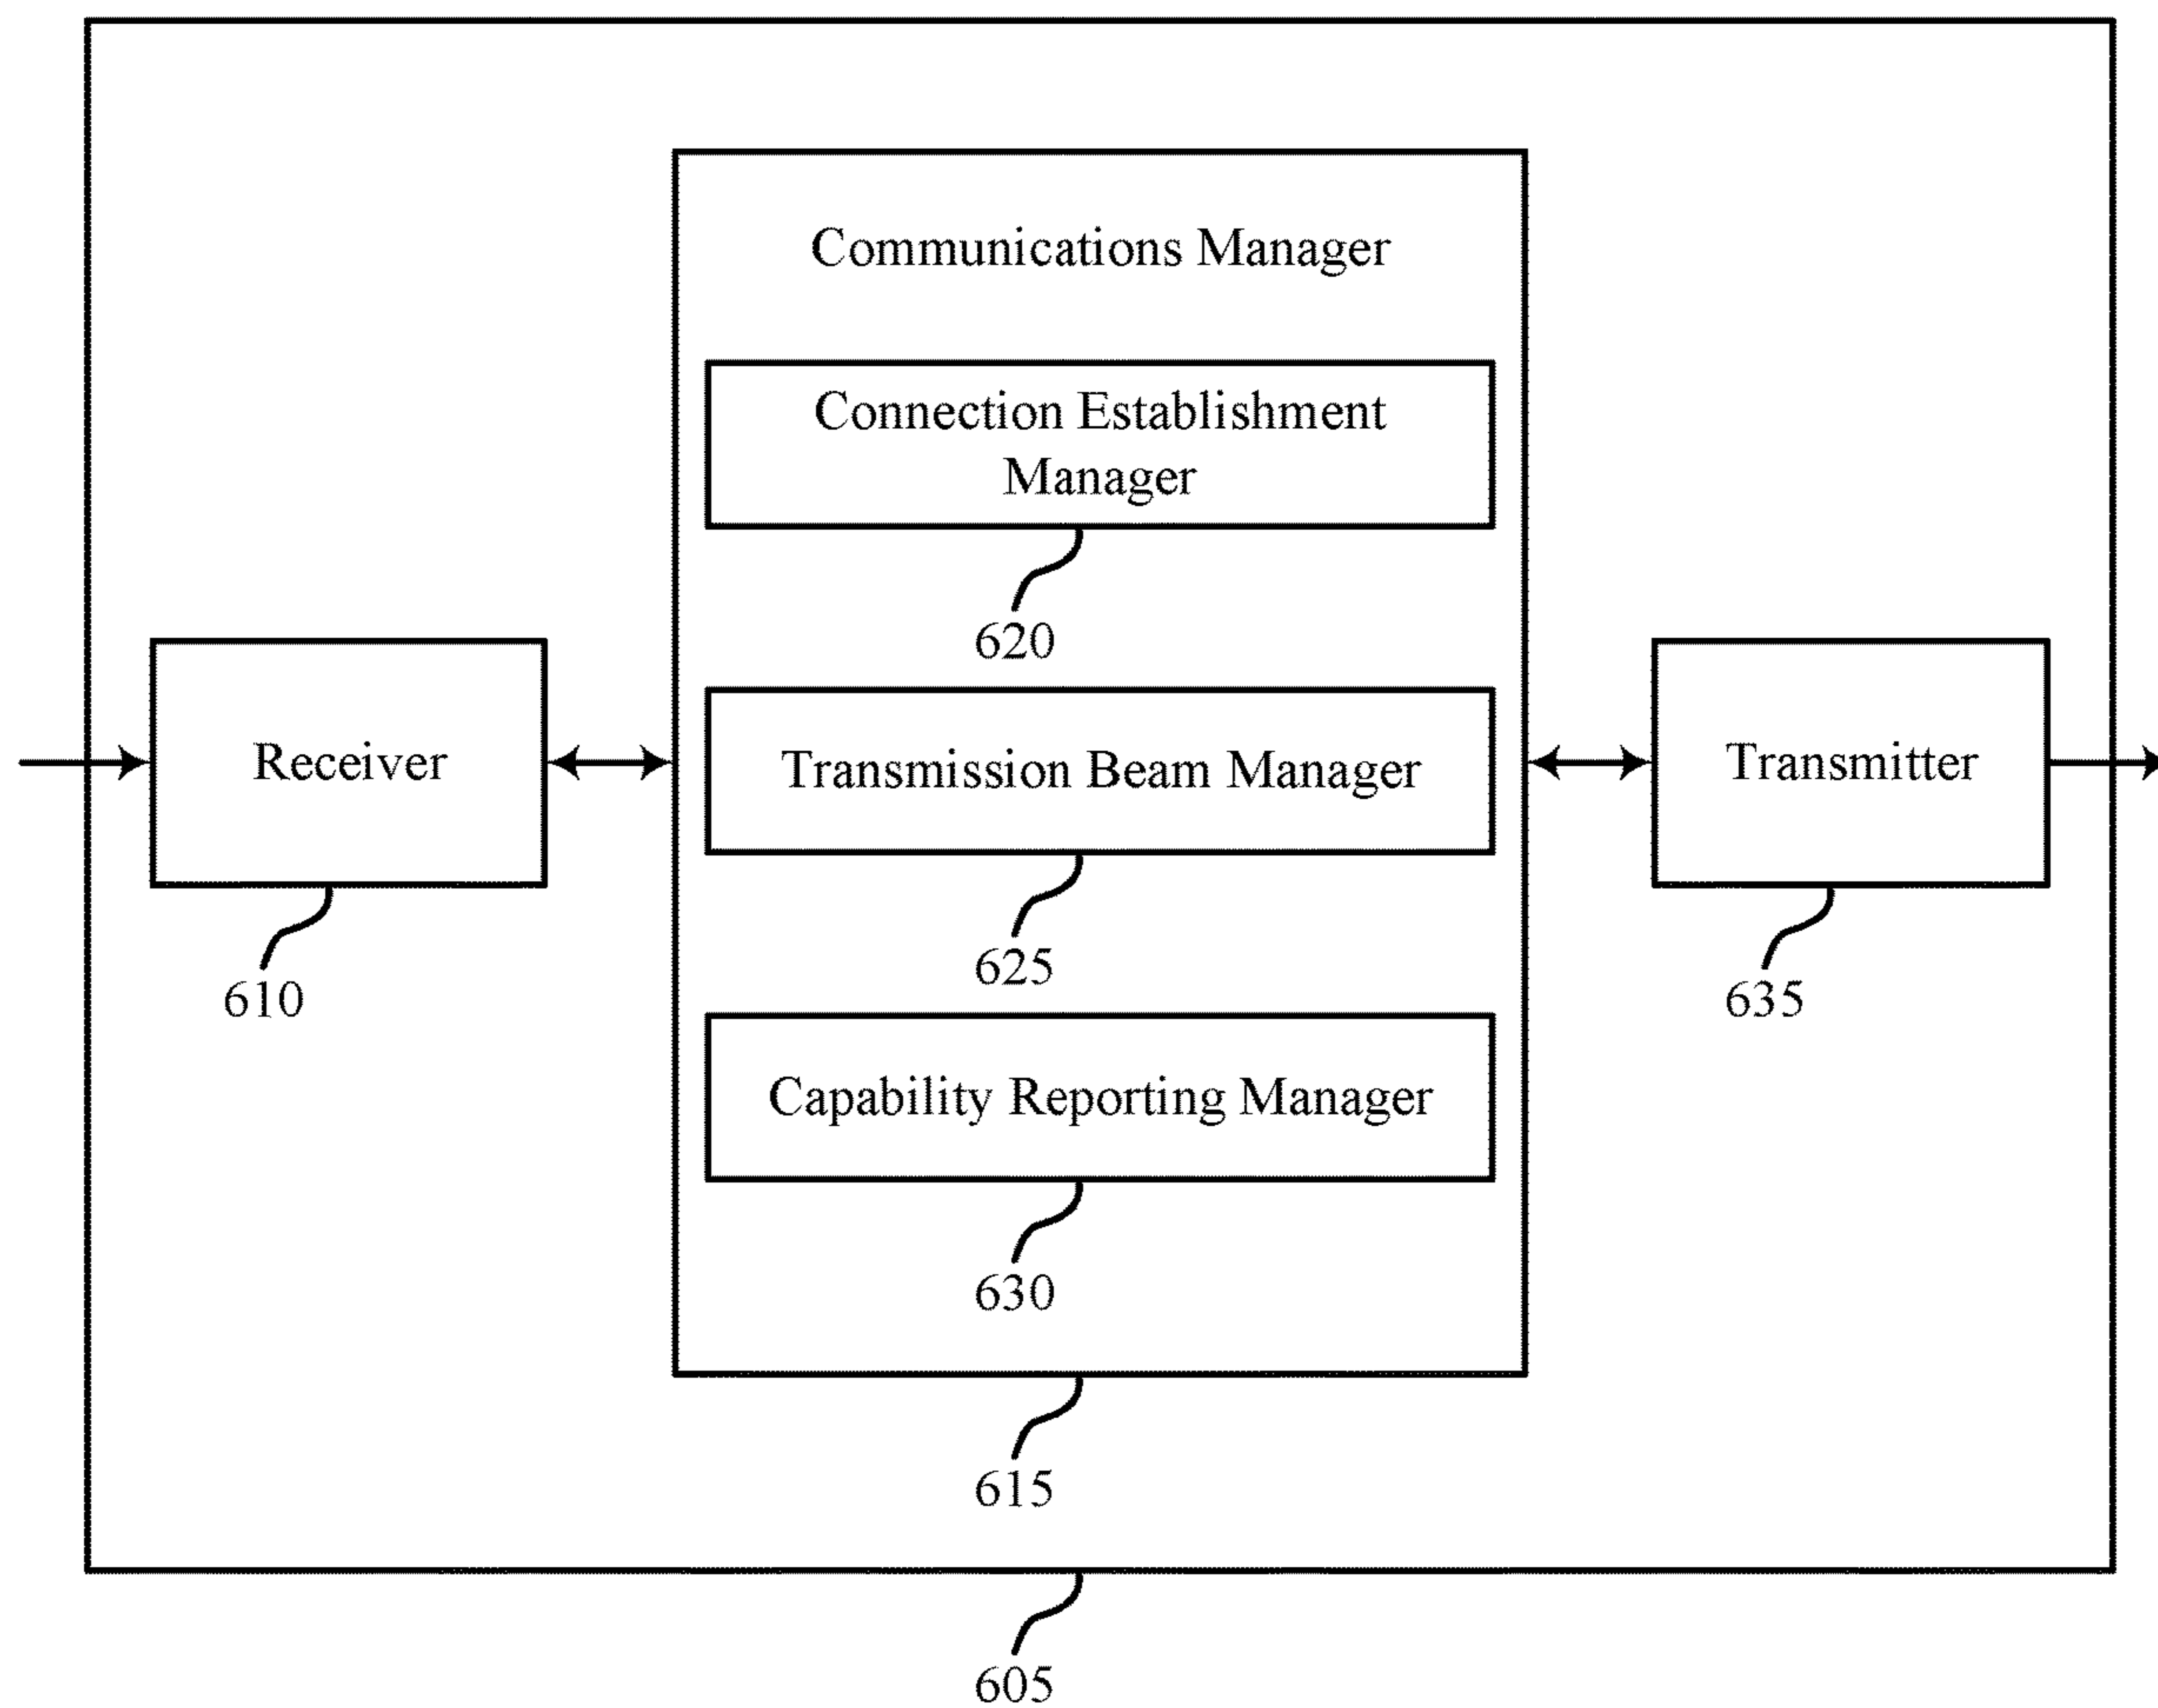 Communications Manager
Connection Establishment
Manager
620
Receiver
610
Transmission Beam Manager
625
Transmitter
635
Capability Reporting Manager
630
615
605